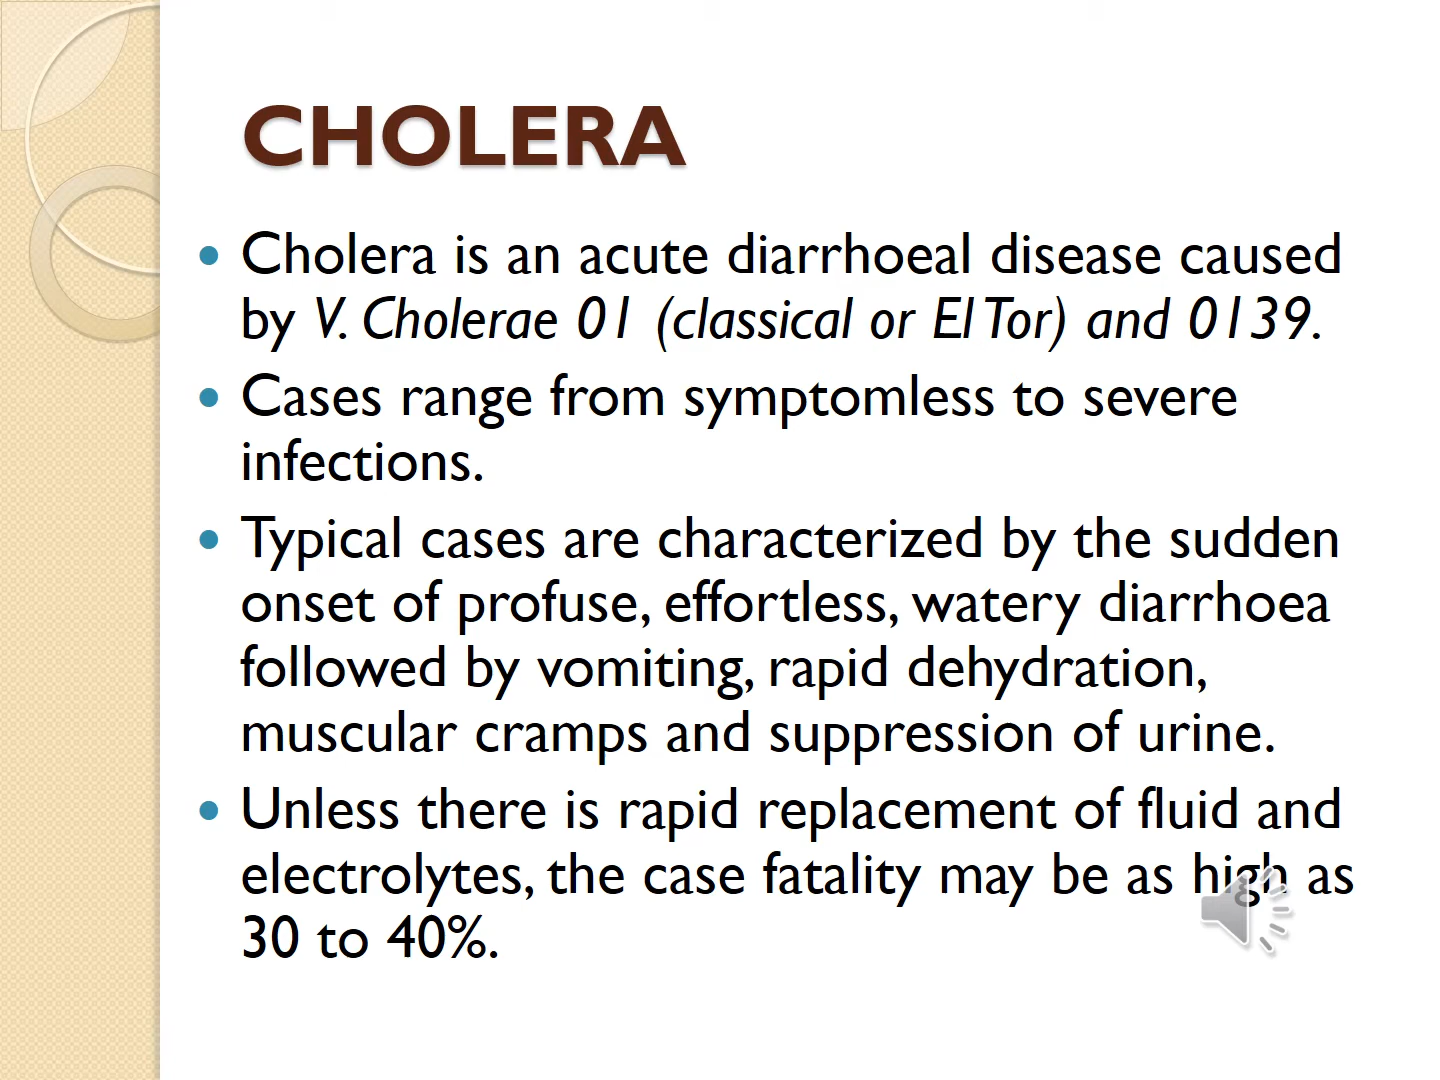 CHOLERA
• Cholera is an acute diarrhoeal disease caused
by V. Cholerae 01 (classical or El Tor) and 0139.
• Cases range from symptomless to severe
infections.
• Typical cases are characterized by the sudden
onset of profuse, effortless, watery diarrhoea
followed by vomiting, rapid dehydration,
muscular cramps and suppression of urine.
• Unless there is rapid replacement of fluid and
electrolytes, the case fatality may be as high as
30 to 40%.